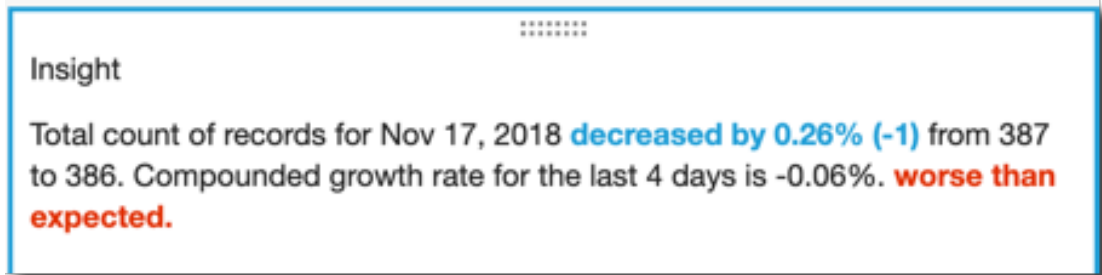 Insight
Total count of records for Nov 17, 2018 decreased by 0.26% (-1) from 387
to 386. Compounded growth rate for the last 4 days is -0.06%. worse than
expected.